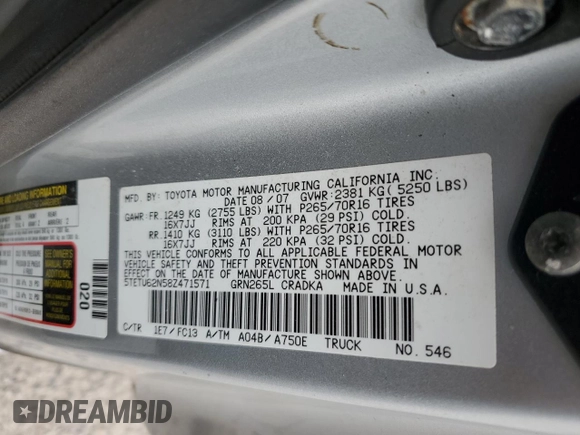 MFD. BY: TOYOTA MOTOR MANUFACTURING CALIFORNIA INC.
DATE 08/07 GVWR:2381 KG( 5250 LBS)
GAWR:FR.1249 KG (2755 LBS) WITH P265/70R16 TIRES
16X7JJ RIMS AT 200 KPA (29 PSI) COLD.
RR.1410 KG (3110 LBS) WITH P265/70R16 TIRES
16X7JJ RIMS AT 220 KPA (32 PSI) COLD.
THIS VEHICLE CONFORMS TO ALL APPLICABLE FEDERAL MOTOR
VEHICLE SAFETY AND THEFT PREVENTION STANDARDS IN
EFFECT ON THE DATE OF MANUFACTURE SHOWN ABOVE.
5TETU62N58Z471571 GRN265L CRADKA MADE IN U.S.A.
C/TR 1E7/FC13 A/TM A04B/A750E TRUCK NO. 546
LOADING INFORMATION
020
DREAMBID